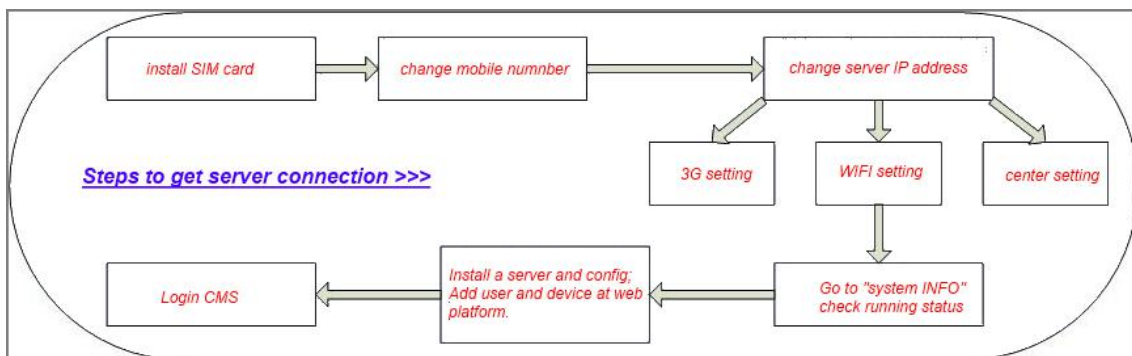 install SIM card
change mobile numnber
change server IP address
3G setting
WIFI setting
center setting
Steps to get server connection >>>
Login CMS
Install a server and config;
Add user and device at web
platform.
Go to "system INFO"
check running status